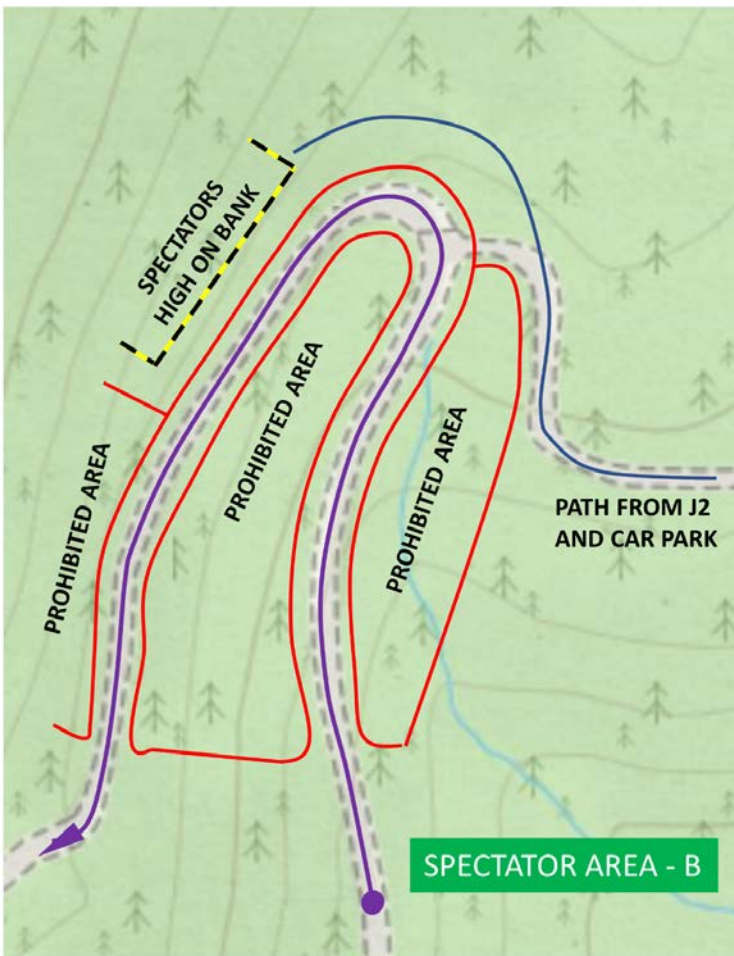 SPECTATORS
HIGH ON BANK
PROHIBITED AREA
PROHIBITED AREA
PROHIBITED AREA
PATH FROM J2
AND CAR PARK
SPECTATOR AREA - B